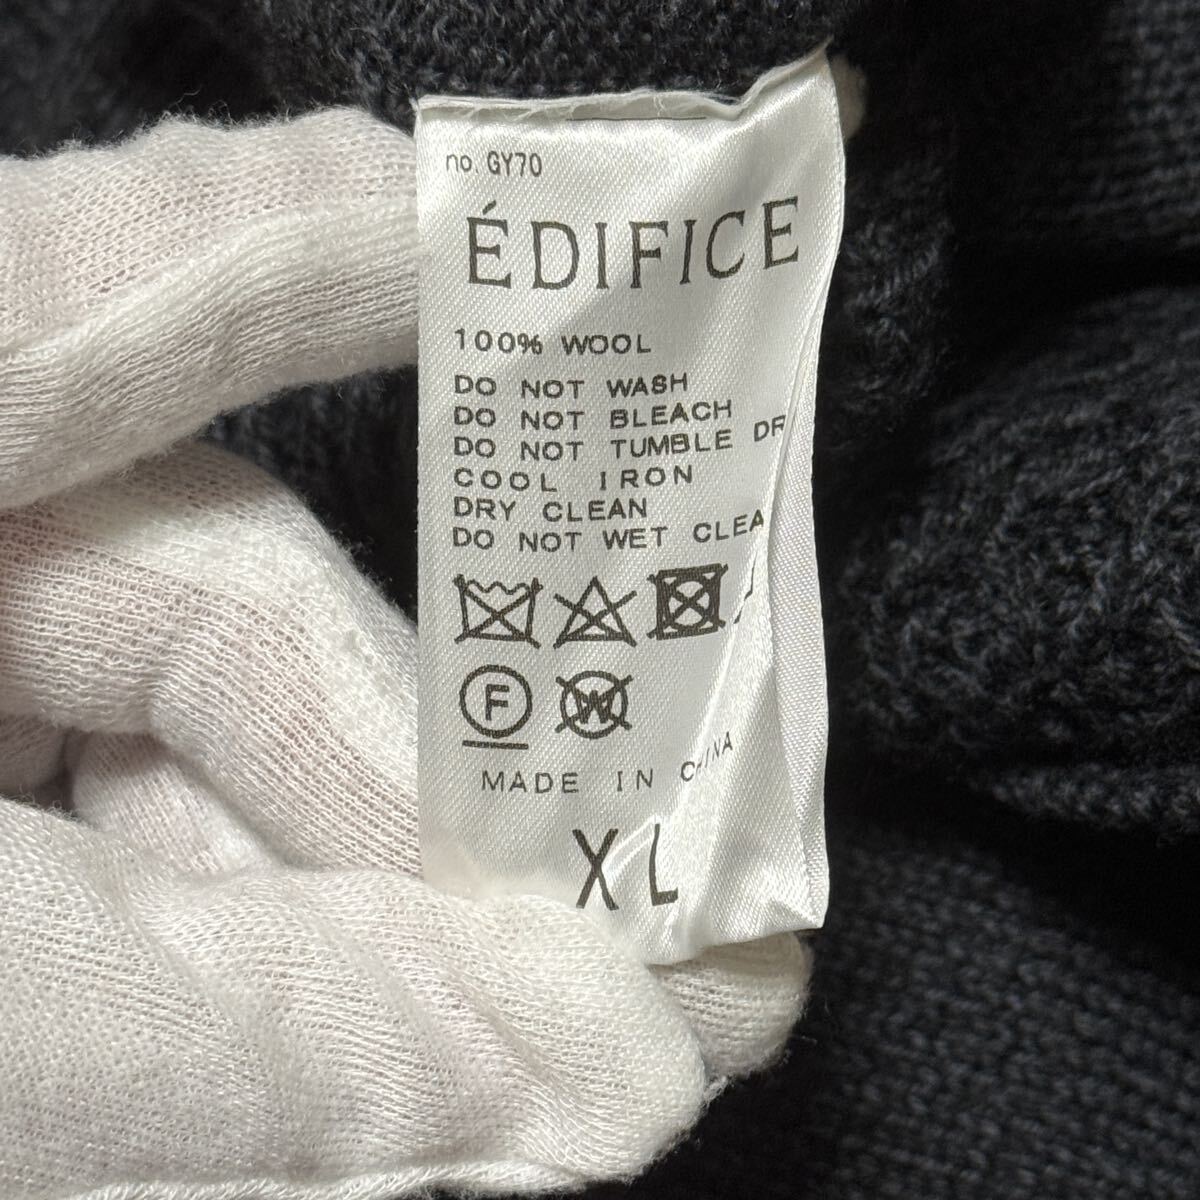 no. GY70
ÉDIFICE
100% WOOL
DO NOT WASH
DO NOT BLEACH
DO NOT TUMBLE DR
COOL IRON
DRY CLEAN
DO NOT WET CLEA
F
W
MADE IN CHINA
XL